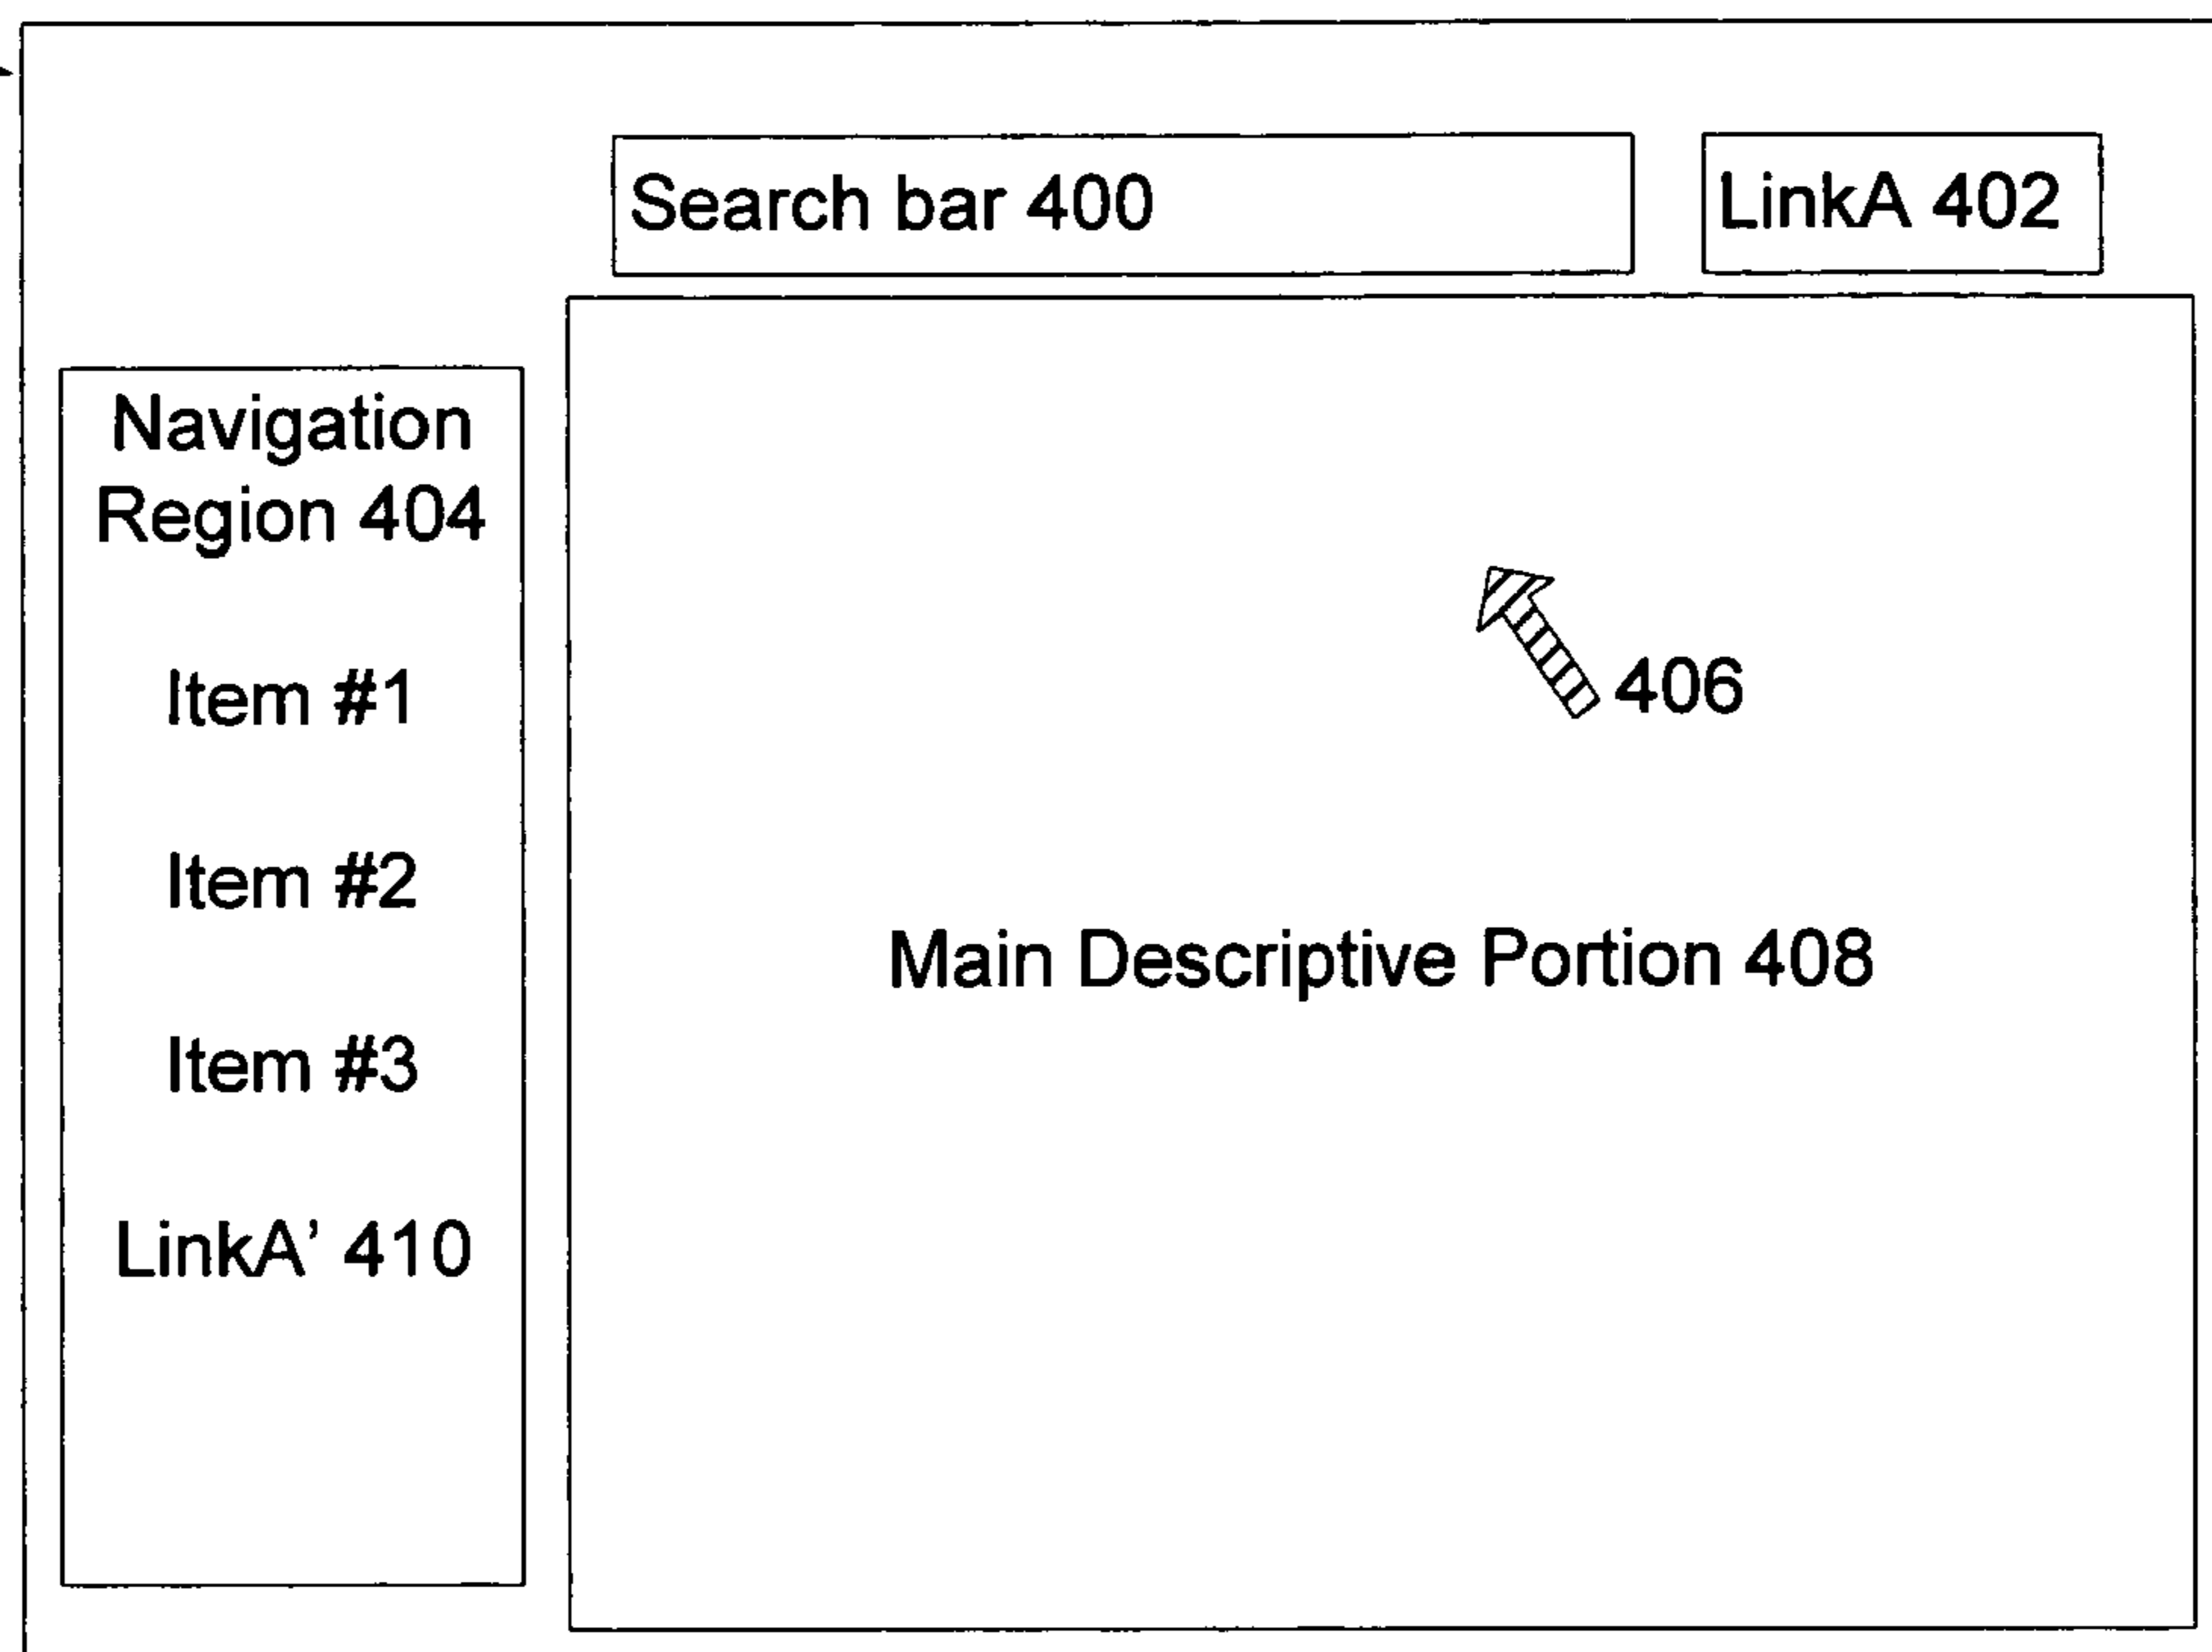 Search bar 400
LinkA 402
Navigation
Region 404
Item #1
Item #2
Item #3
LinkA' 410
406
Main Descriptive Portion 408